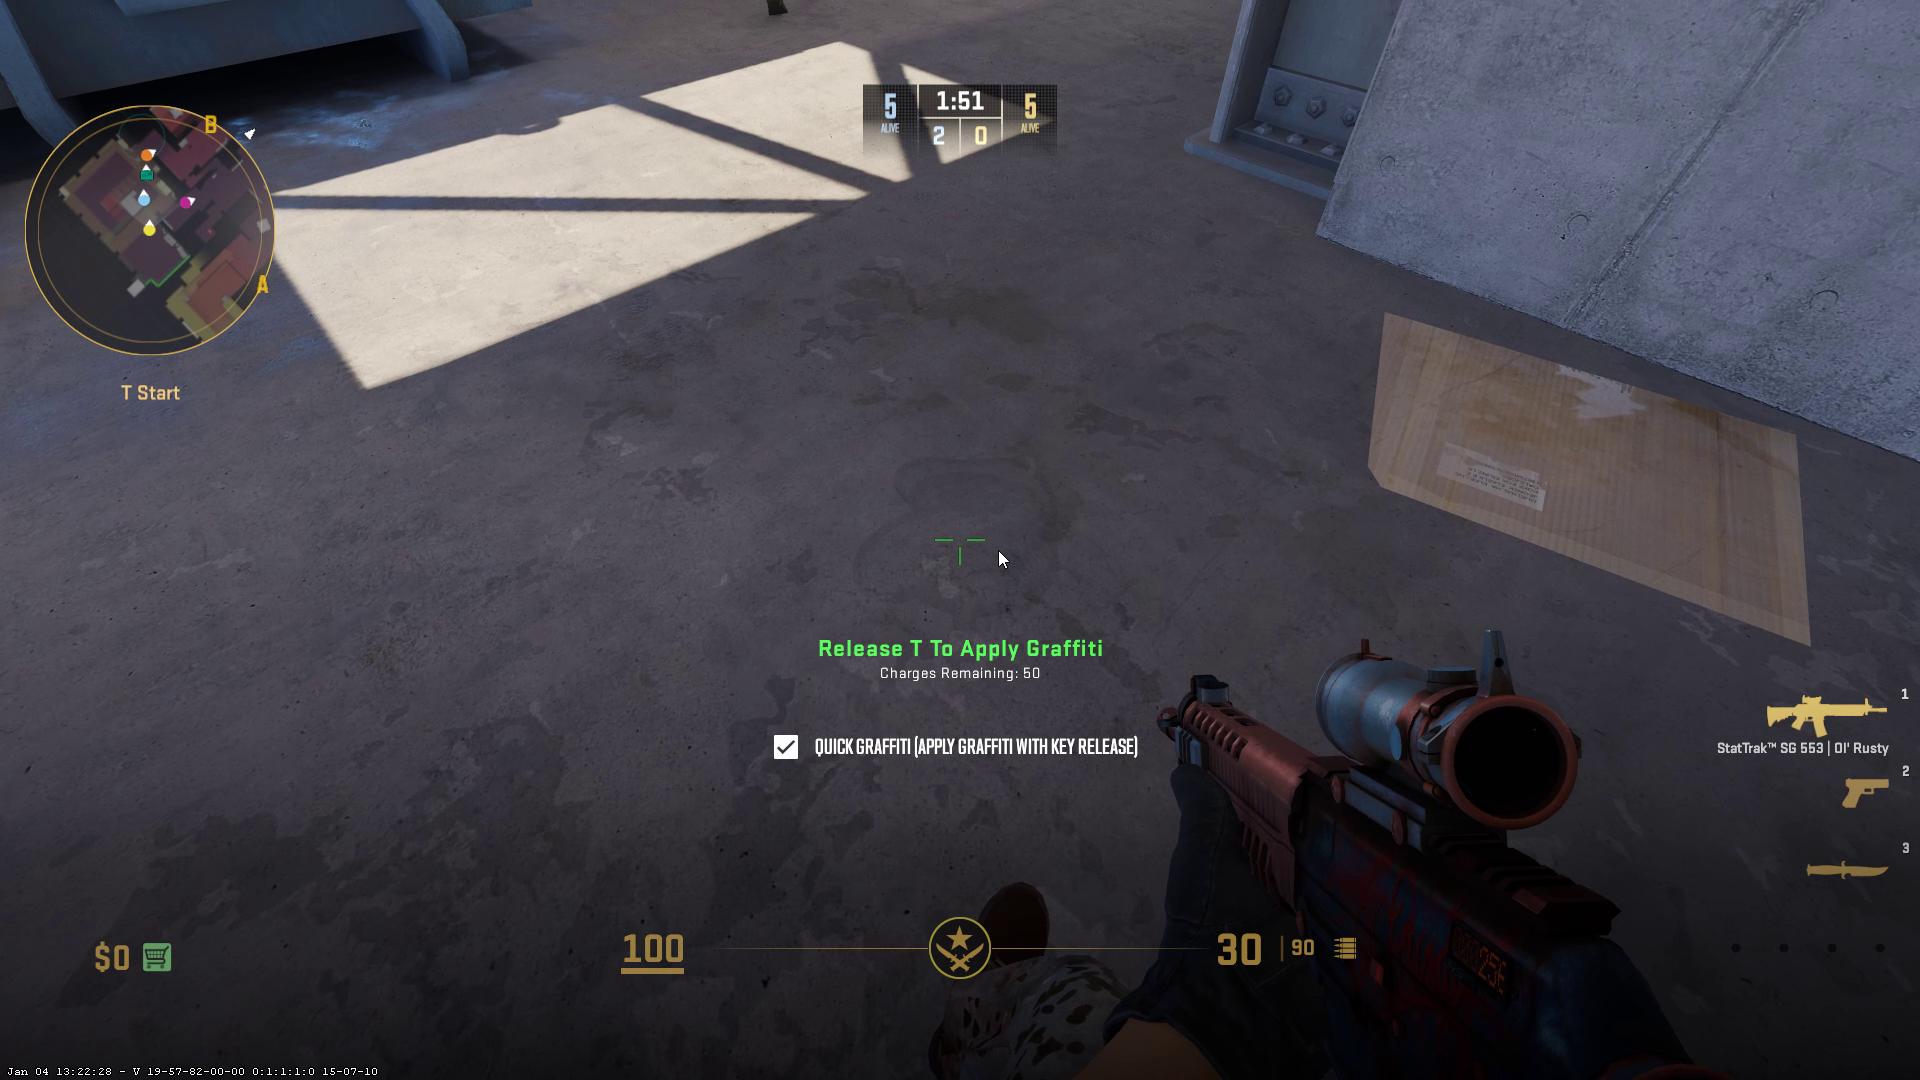 5
ALIVE
1:51
2
0
5
ALIVE
B
A
T Start
Release T To Apply Graffiti
Charges Remaining: 50
QUICK GRAFFITI (APPLY GRAFFITI WITH KEY RELEASE)
1
StatTrak™ SG 553 | Ol' Rusty
2
3
$0
100
30 | 90
256
Jan 04 13:22:28 - V 19-57-82-00-00 0:1:1:1:0 15-07-10